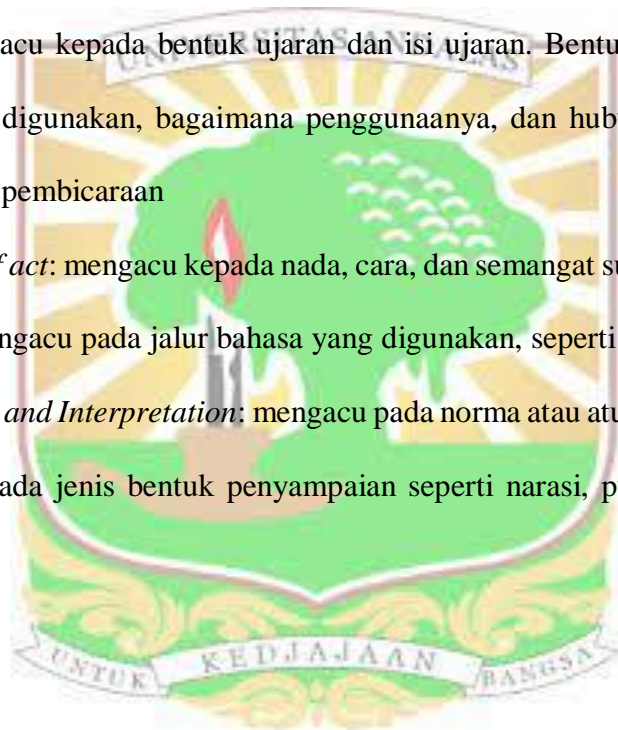 acu kepada bentuk ujaran dan isi ujaran. Bentu
UNIVERSITAS ANDALAS
digunakan, bagaimana penggunaanya, dan hub
pembicaraan
f act: mengacu kepada nada, cara, dan semangat su
ngacu pada jalur bahasa yang digunakan, seperti
and Interpretation: mengacu pada norma atau atu
ada jenis bentuk penyampaian seperti narasi, p
UNTUK KEDJAJAAN BANGSA